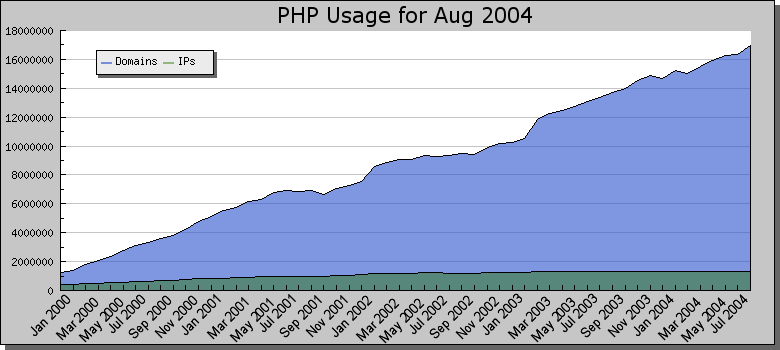 PHP Usage for Aug 2004
18000000
Domains IPs
16000000
14000000
12000000
10000000
8000000
6000000
4000000
2000000
0
Jan 2000
Mar 2000
May 2000
Jul 2000
Sep 2000
Nov 2000
Jan 2001
Mar 2001
May 2001
Jul 2001
Sep 2001
Nov 2001
Jan 2002
Mar 2002
May 2002
Jul 2002
Sep 2002
Nov 2002
Jan 2003
Mar 2003
May 2003
Jul 2003
Sep 2003
Nov 2003
Jan 2004
Mar 2004
May 2004
Jul 2004